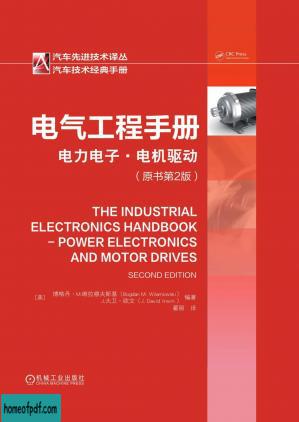 汽车先进技术译丛
汽车技术经典手册
CRC Press
电气工程手册
电力电子·电机驱动
（原书第2版）
THE INDUSTRIAL
ELECTRONICS HANDBOOK
– POWER ELECTRONICS
AND MOTOR DRIVES
SECOND EDITION
[美] 博格丹·M.维拉穆夫斯基（Bogdan M. Wilamowski） 编著
J.大卫·欧文（J. David Irwin）
翟丽 译
机械工业出版社
CHINA MACHINE PRESS
homeofpdf.com
homeofpdf.com